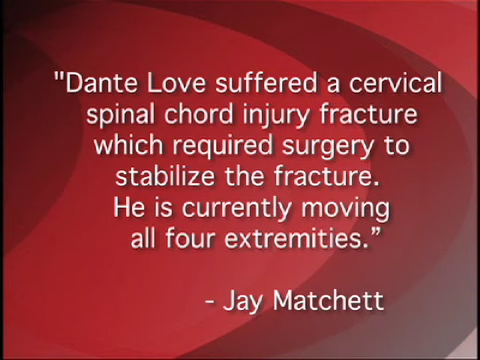 "Dante Love suffered a cervical
spinal chord injury fracture
which required surgery to
stabilize the fracture.
He is currently moving
all four extremities.”
- Jay Matchett